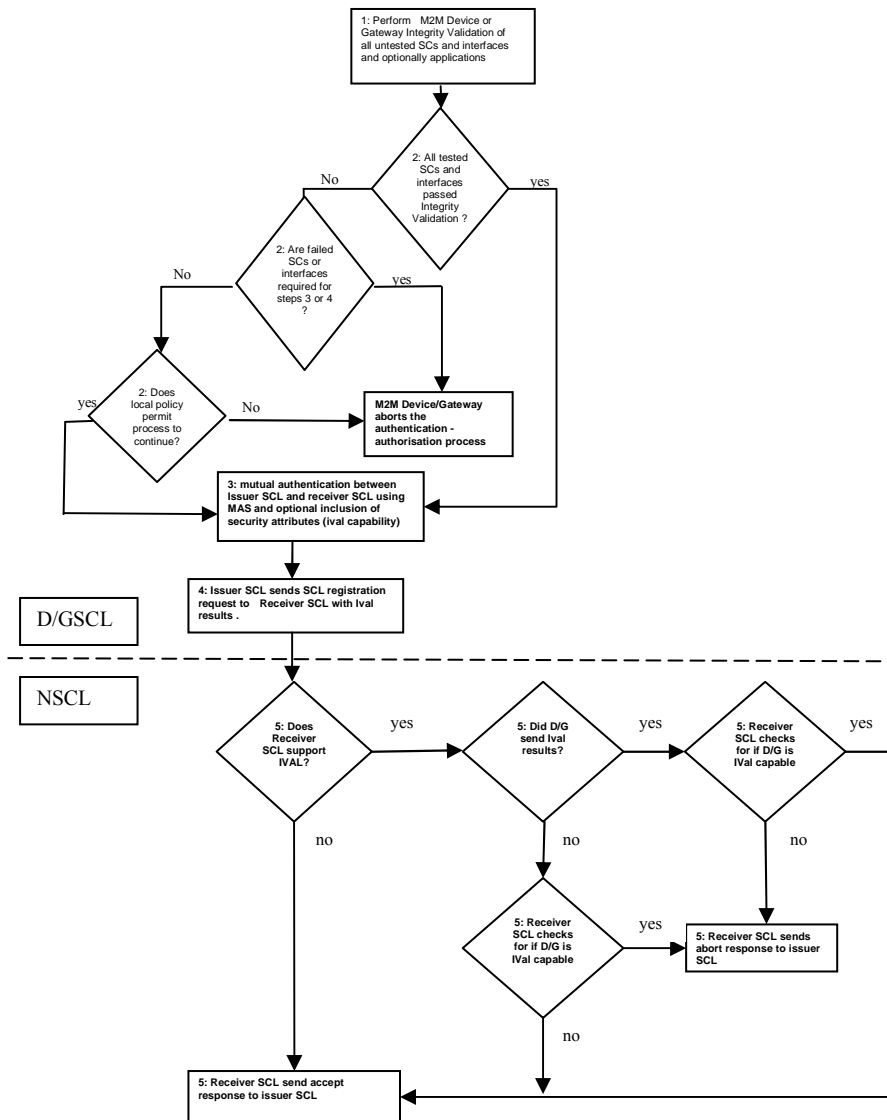 1: Perform M2M Device or
Gateway Integrity Validation of
all untested SCs and interfaces
and optionally applications
2: All tested
SCs and
interfaces
passed
Integrity
Validation ?
No
yes
2: Are failed
SCs or
interfaces
required for
steps 3 or 4
?
No
yes
2: Does
local policy
permit
process to
continue?
yes
No
M2M Device/Gateway
aborts the
authentication -
authorisation process
3: mutual authentication between
Issuer SCL and receiver SCL using
MAS and optional inclusion of
security attributes (ival capability)
4: Issuer SCL sends SCL registration
request to Receiver SCL with Ival
results .
D/GSCL
NSCL
5: Does
Receiver
SCL support
IVAL?
yes
5: Did D/G
send Ival
results?
yes
5: Receiver
SCL checks
for if D/G is
IVal capable
yes
no
no
no
5: Receiver
SCL checks
for if D/G is
IVal capable
yes
5: Receiver SCL sends
abort response to issuer
SCL
no
5: Receiver SCL send accept
response to issuer SCL